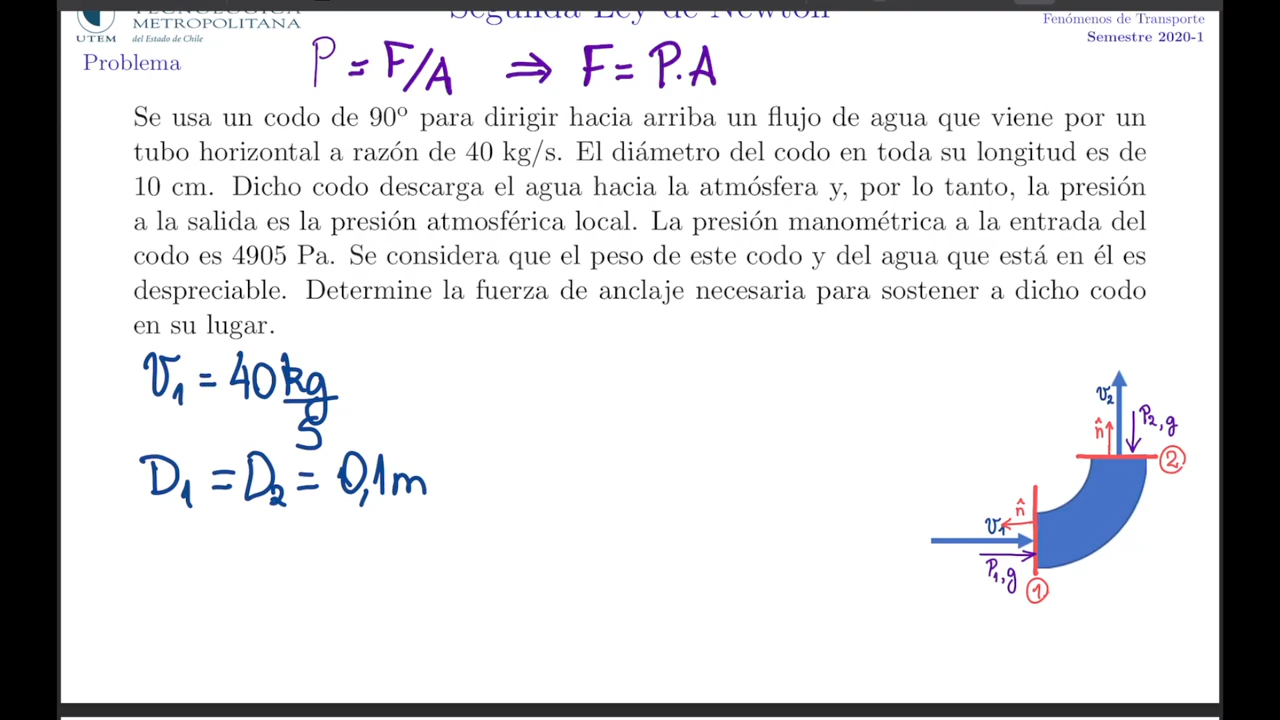 TECNOLÓGICA
METROPOLITANA
del Estado de Chile
UTEM
Segunda Ley de Newton
Fenómenos de Transporte
Semestre 2020-1
Problema
P = F/A ⇒ F = P.A
Se usa un codo de 90º para dirigir hacia arriba un flujo de agua que viene por un
tubo horizontal a razón de 40 kg/s. El diámetro del codo en toda su longitud es de
10 cm. Dicho codo descarga el agua hacia la atmósfera y, por lo tanto, la presión
a la salida es la presión atmosférica local. La presión manométrica a la entrada del
codo es 4905 Pa. Se considera que el peso de este codo y del agua que está en él es
despreciable. Determine la fuerza de anclaje necesaria para sostener a dicho codo
en su lugar.
v₁ = 40 kg/s
D₁ = D₂ = 0,1m
v₂
n̂
P₂,g
②
n̂
v₁
P₁,g
①